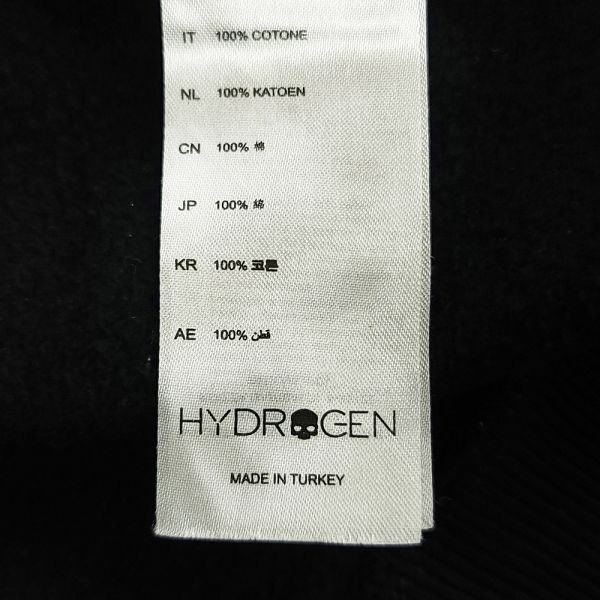 IT 100% COTONE
NL 100% KATOEN
CN 100% 棉
JP 100% 綿
KR 100% 코튼
AE 100% قطن
HYDROGEN
MADE IN TURKEY